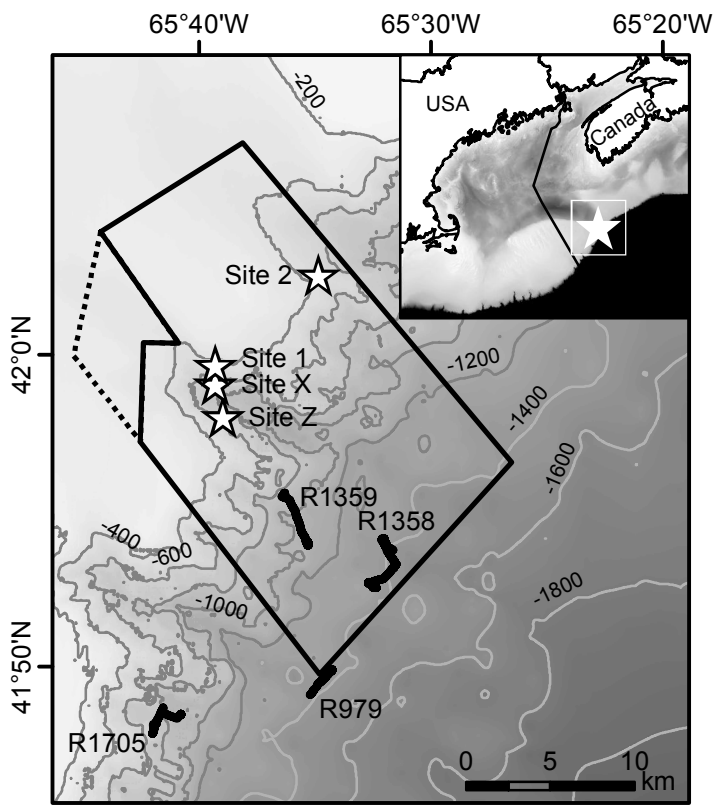 65°40'W
65°30'W
65°20'W
-200
USA
Canada
Site 2
42°0'N
Site 1
Site X
Site Z
-1200
-1400
-1600
R1359
R1358
-400
-600
-1000
-1800
41°50'N
R979
R1705
0
5
10
km